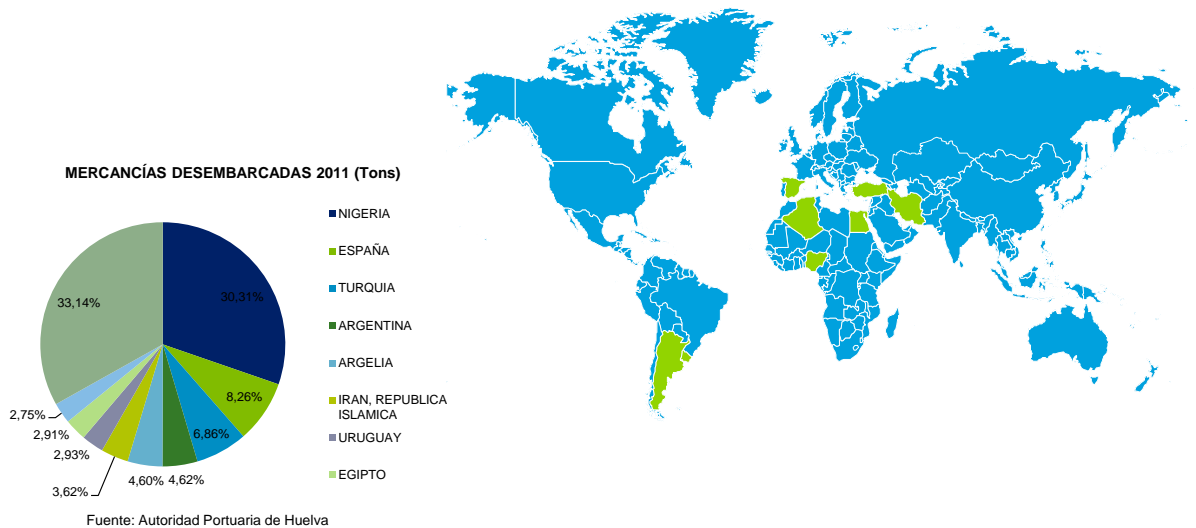 MERCANCÍAS DESEMBARCADAS 2011 (Tons)
30,31%
8,26%
6,86%
4,62%
4,60%
3,62%
2,93%
2,91%
2,75%
33,14%
NIGERIA
ESPAÑA
TURQUIA
ARGENTINA
ARGELIA
IRAN, REPUBLICA
ISLAMICA
URUGUAY
EGIPTO
Fuente: Autoridad Portuaria de Huelva